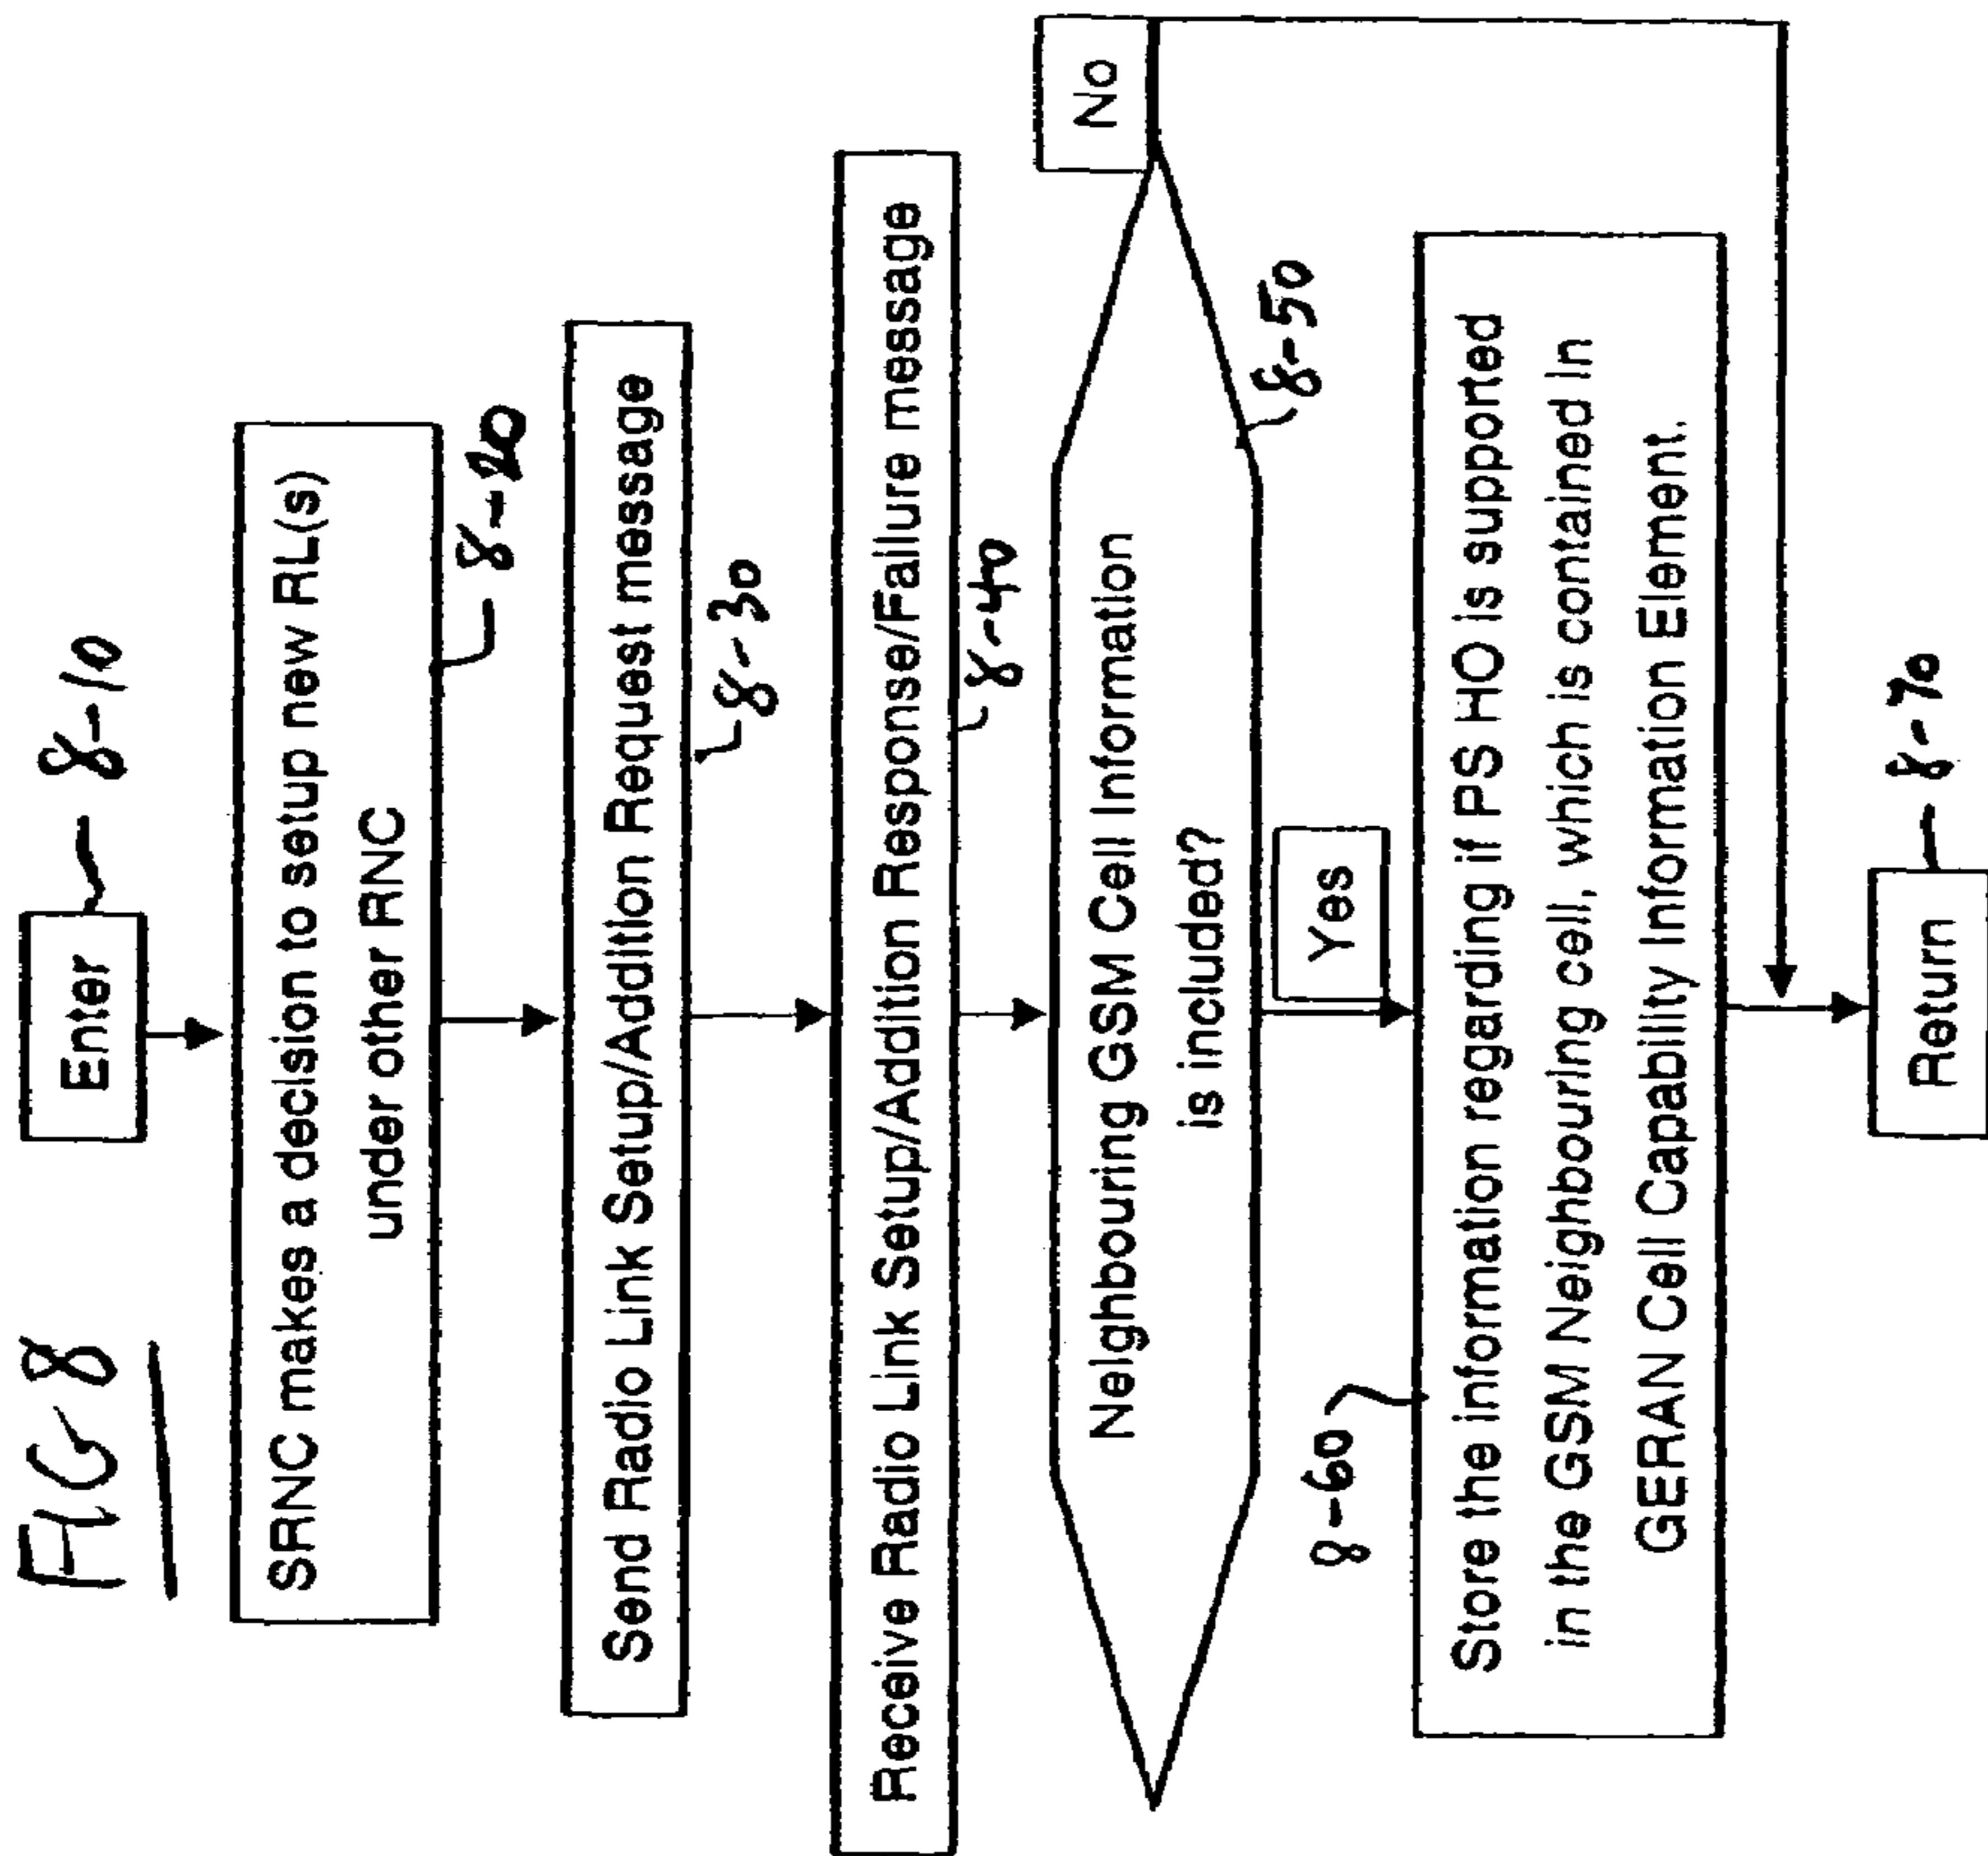 FIG 8
Enter
8-10
SRNC makes a decision to setup new RL(s)
under other RNC
8-20
Send Radio Link Setup/Addition Request message
8-30
Receive Radio Link Setup/Addition Response/Failure message
8-40
No
Neighbouring GSM Cell Information
is included?
8-50
Yes
8-60
Store the information regarding if PS HO is supported
in the GSM Neighbouring cell, which is contained in
GERAN Cell Capability Information Element.
8-70
Return